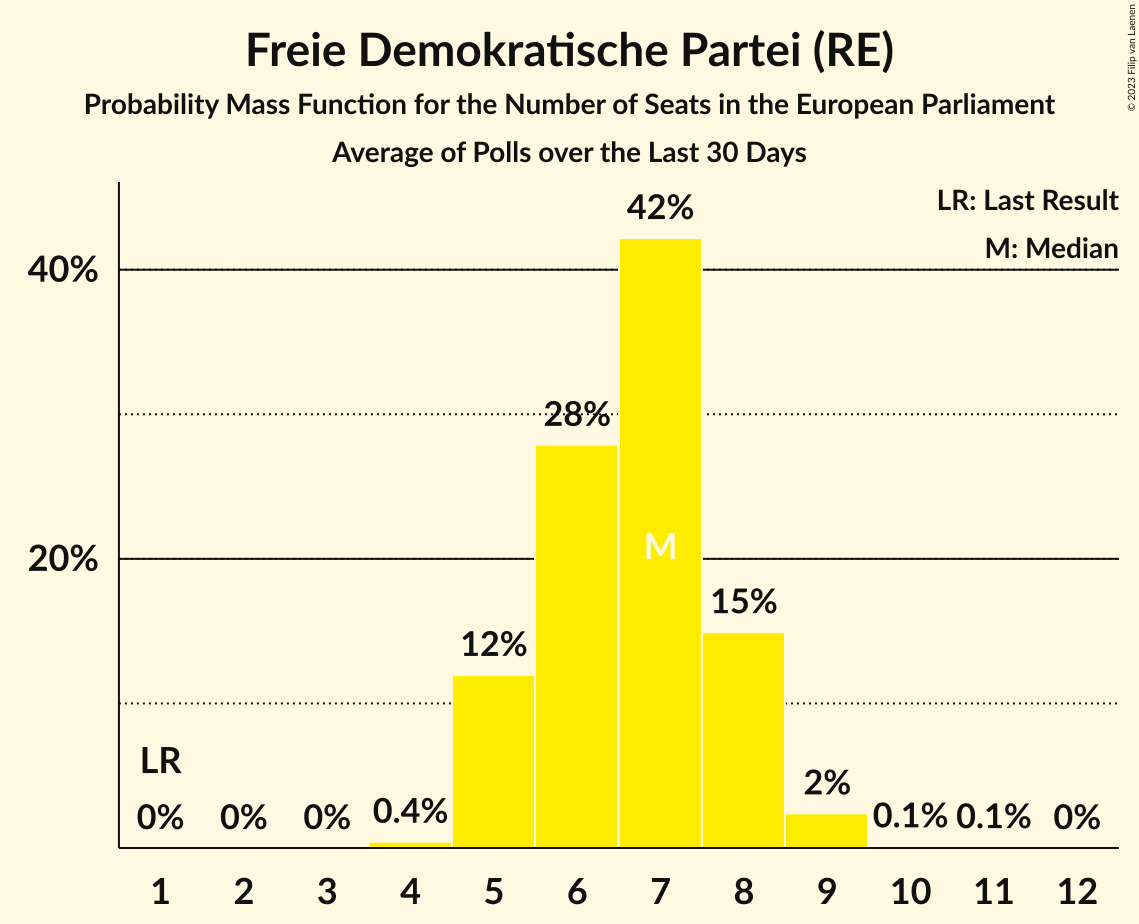 Freie Demokratische Partei (RE)
Probability Mass Function for the Number of Seats in the European Parliament
Average of Polls over the Last 30 Days
© 2023 Filip van Laenen
LR: Last Result
M: Median
40%
20%
LR
0%
0%
0%
0.4%
12%
28%
42%
M
15%
2%
0.1%
0.1%
0%
1 2 3 4 5 6 7 8 9 10 11 12